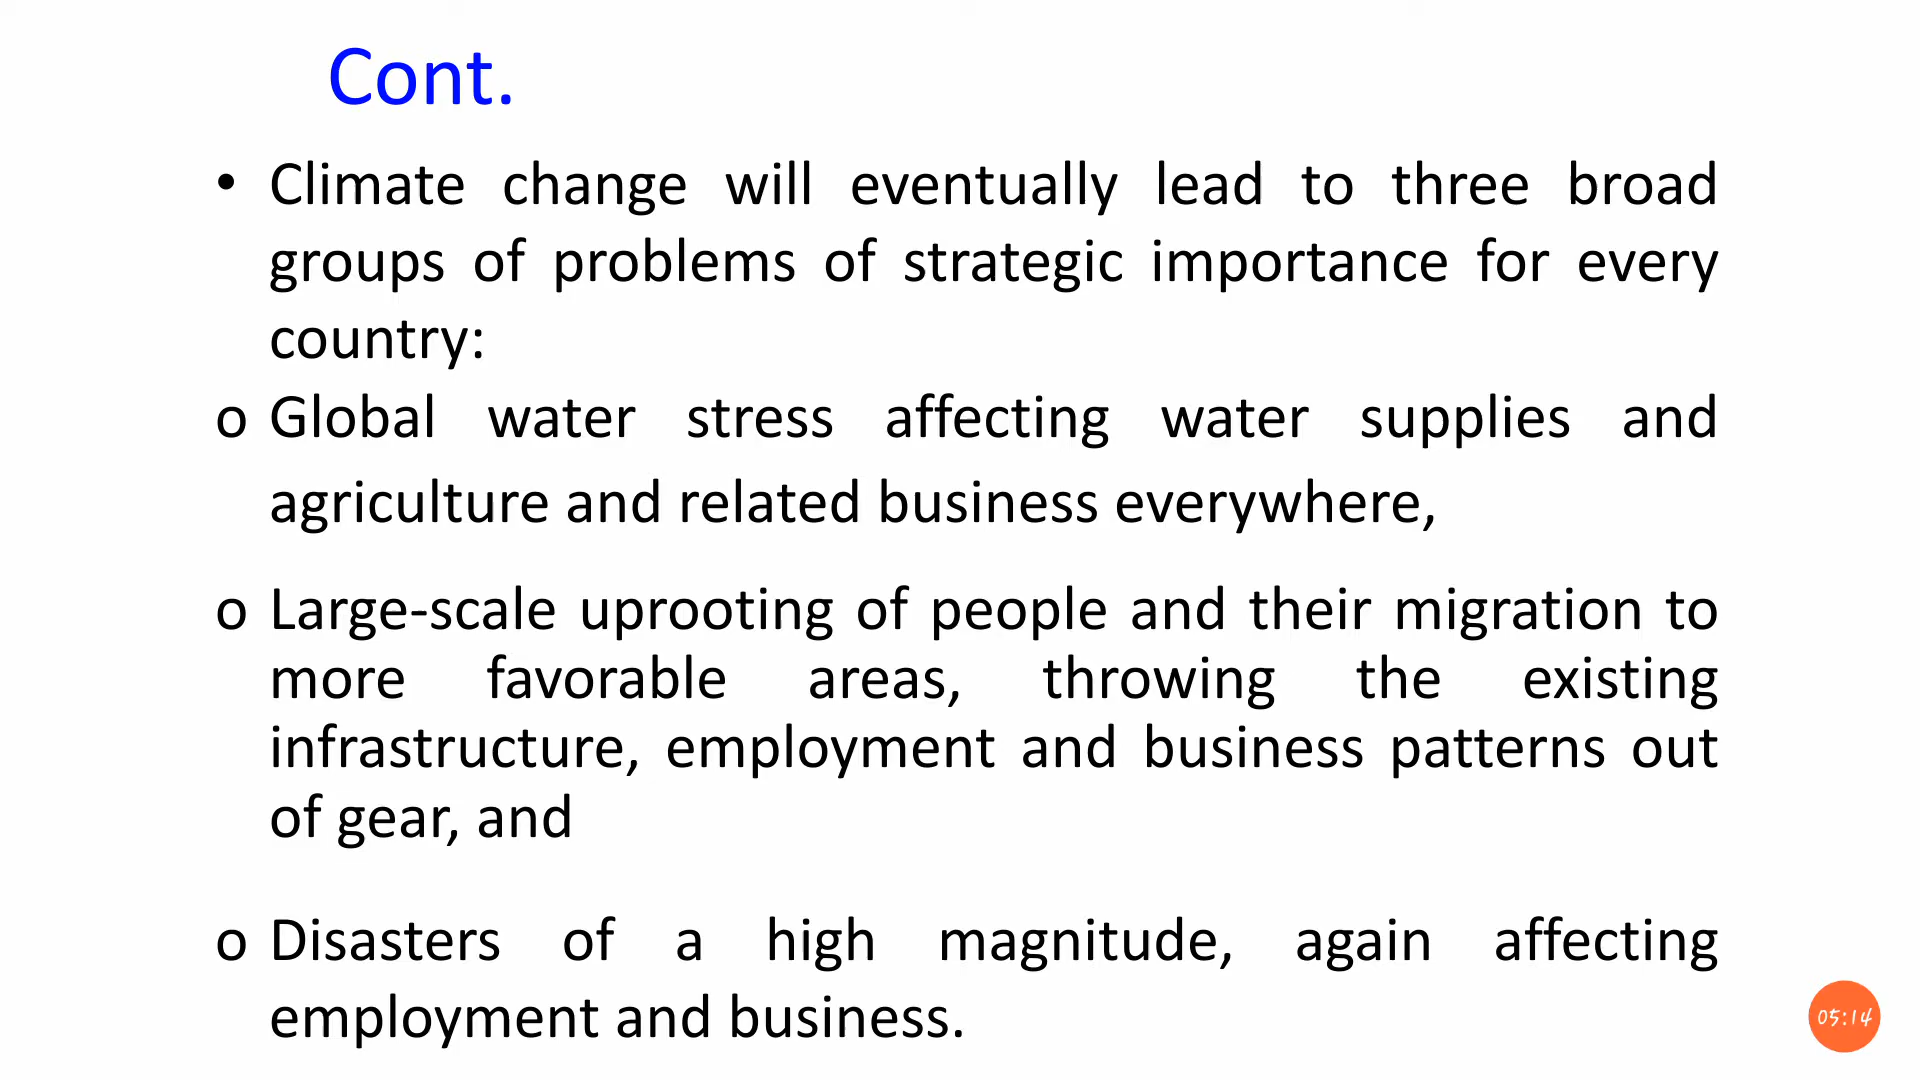 Cont.
• Climate change will eventually lead to three broad
groups of problems of strategic importance for every
country:
o Global water stress affecting water supplies and
agriculture and related business everywhere,
o Large-scale uprooting of people and their migration to
more favorable areas, throwing the existing
infrastructure, employment and business patterns out
of gear, and
o Disasters of a high magnitude, again affecting
employment and business.
05:14